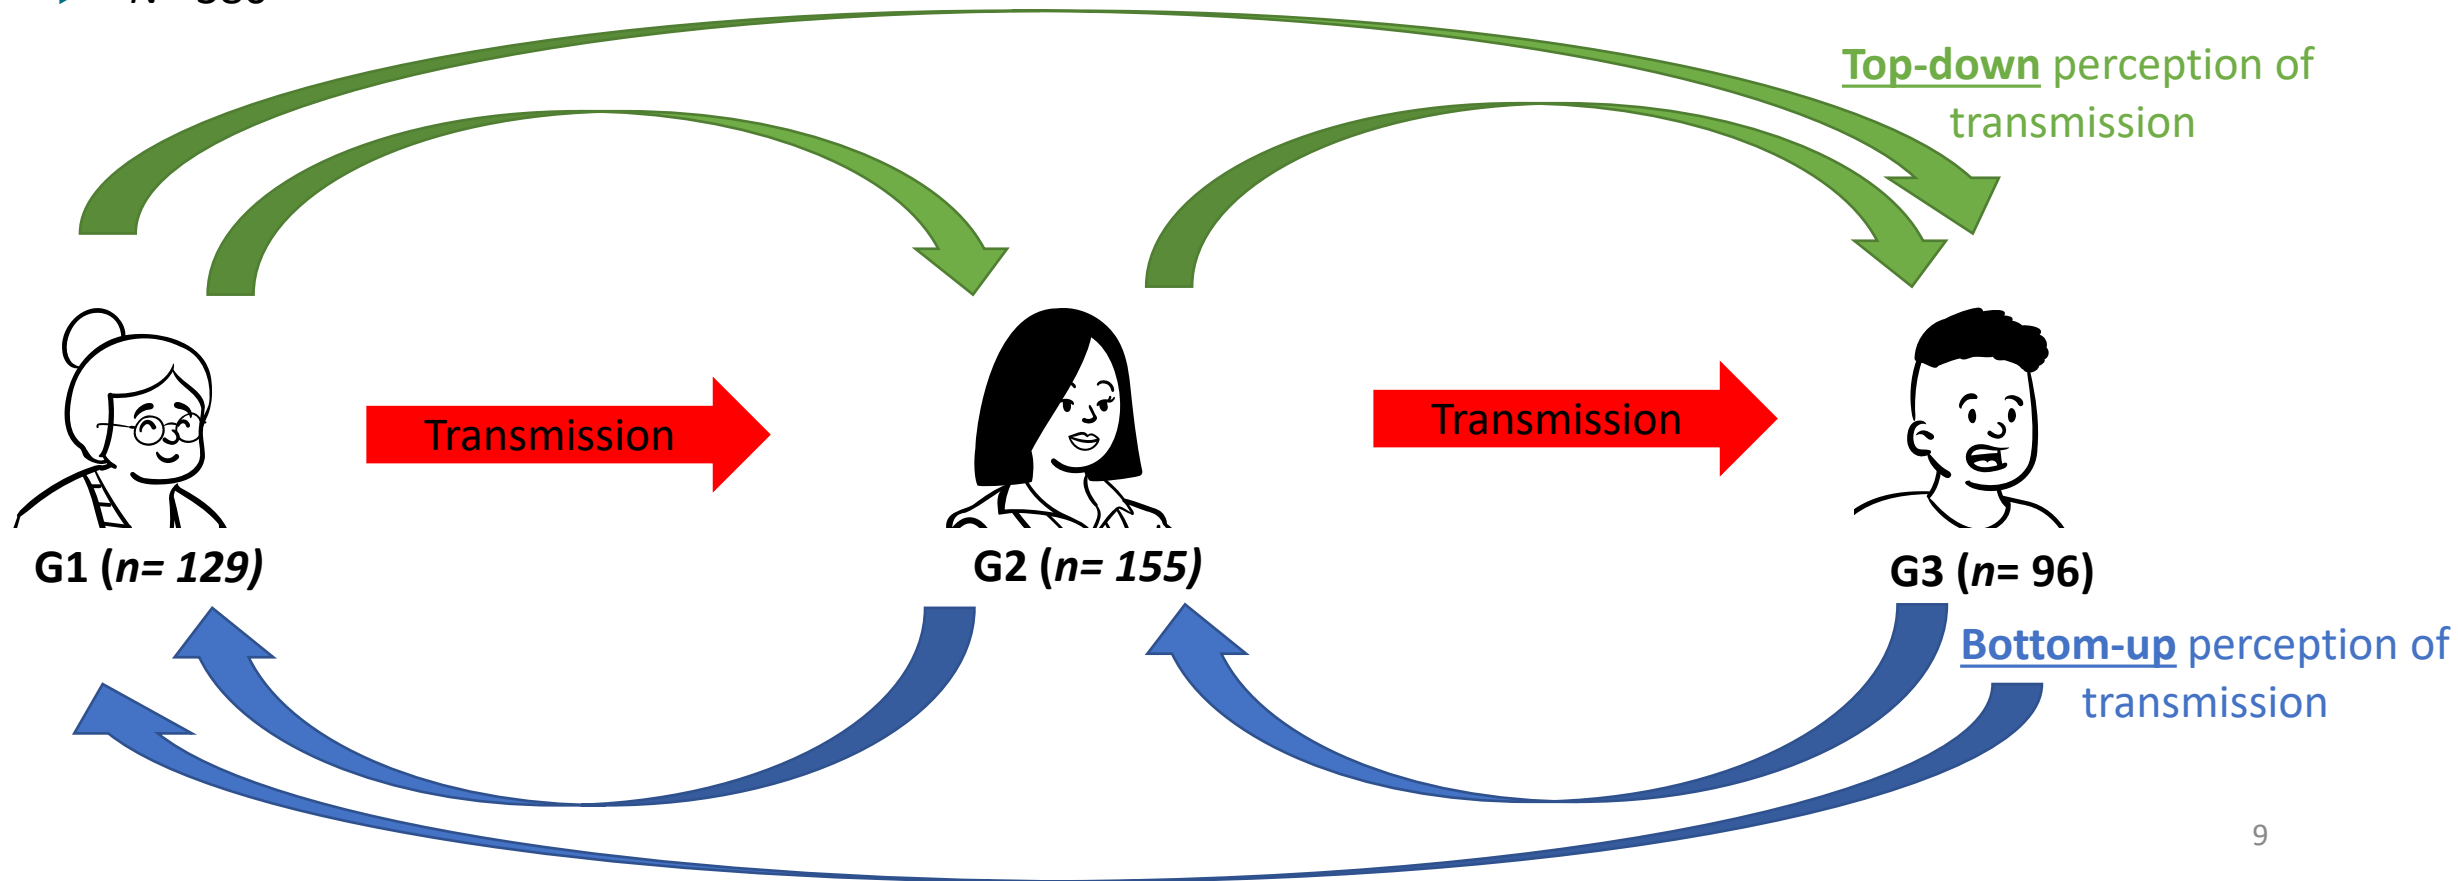 Top-down perception of
transmission
Transmission
Transmission
G1 (n= 129)
G2 (n= 155)
G3 (n= 96)
Bottom-up perception of
transmission
9